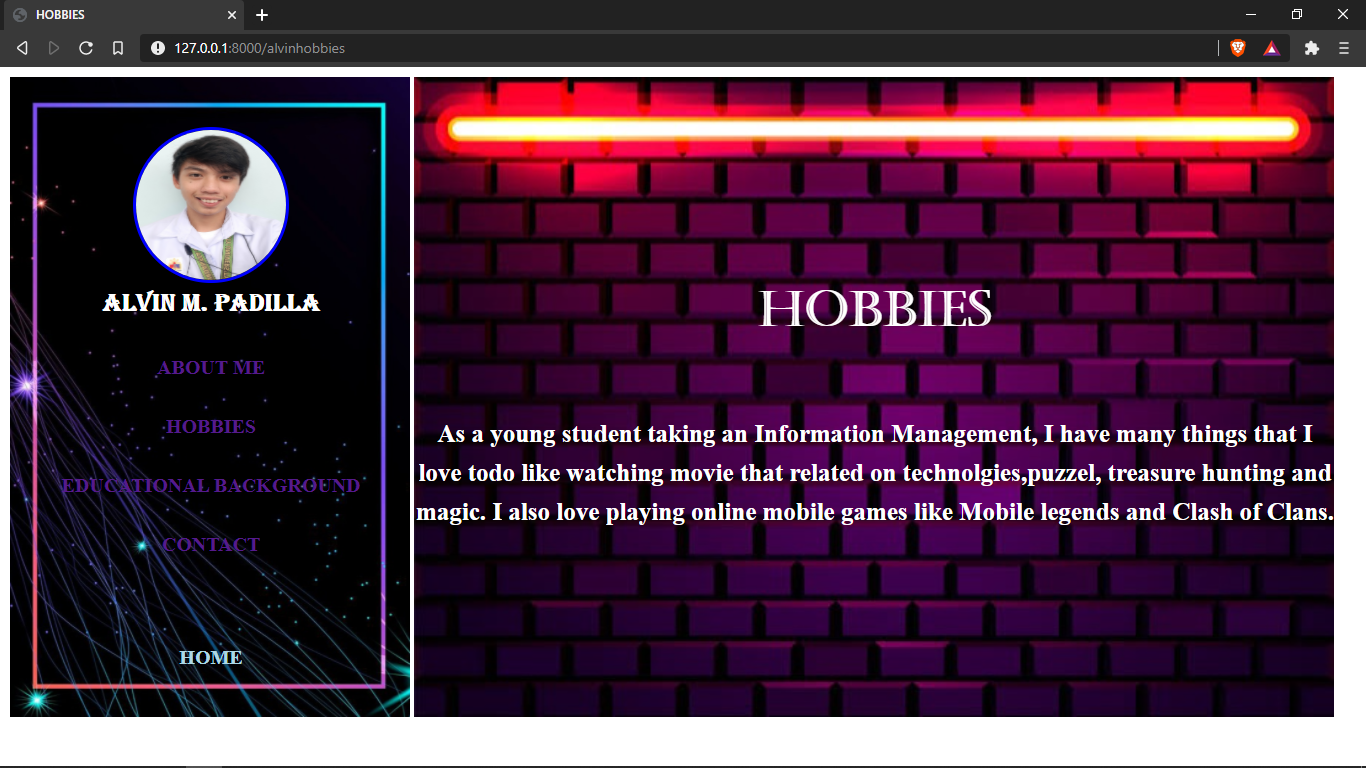 HOBBIES
127.0.0.1:8000/alvinhobbies
ALVIN M. PADILLA
ABOUT ME
HOBBIES
EDUCATIONAL BACKGROUND
CONTACT
HOME
HOBBIES
As a young student taking an Information Management, I have many things that I
love todo like watching movie that related on technolgies,puzzel, treasure hunting and
magic. I also love playing online mobile games like Mobile legends and Clash of Clans.